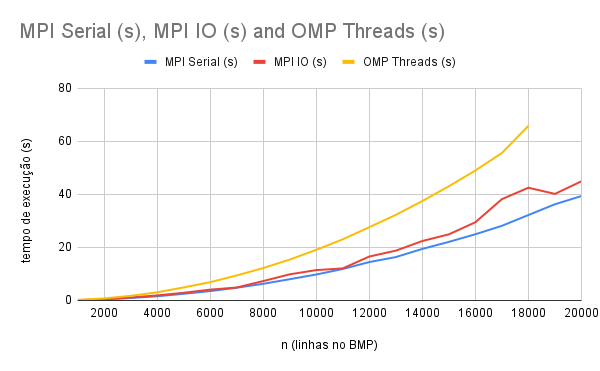 MPI Serial (s), MPI IO (s) and OMP Threads (s)
MPI Serial (s) MPI IO (s) OMP Threads (s)
80
60
40
20
0
tempo de execução (s)
2000 4000 6000 8000 10000 12000 14000 16000 18000 20000
n (linhas no BMP)